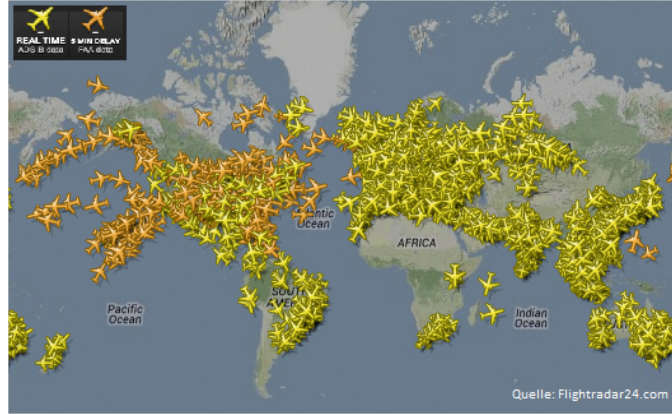 REAL TIME
ADS-B data
5 MIN DELAY
FAA data
Atlantic
Ocean
AFRICA
SOUTH
AMERICA
Pacific
Ocean
Indian
Ocean
Quelle: Flightradar24.com